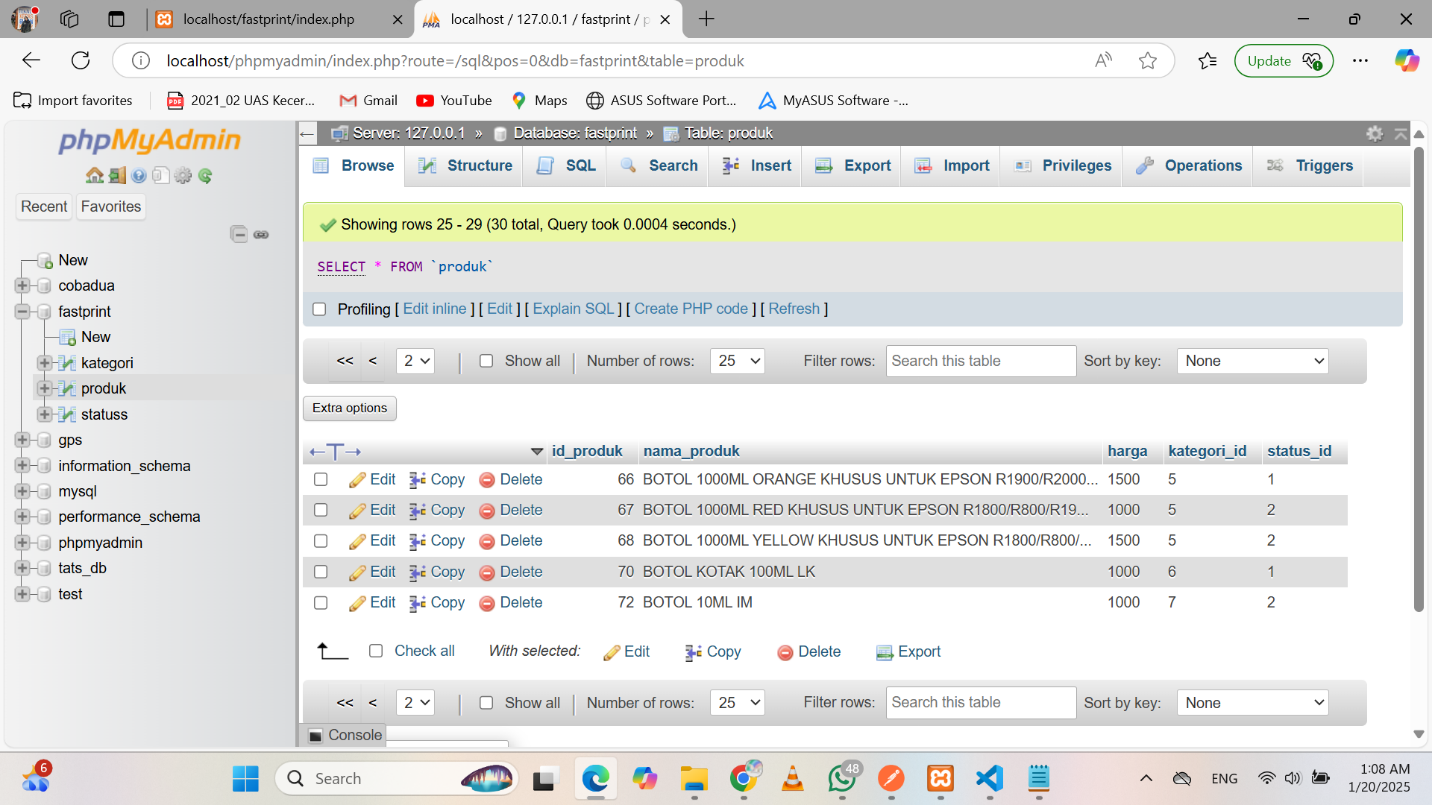 localhost/fastprint/index.php
localhost / 127.0.0.1 / fastprint / p
localhost/phpmyadmin/index.php?route=/sql&pos=0&db=fastprint&table=produk
Update
Import favorites
2021_02 UAS Kecer...
Gmail
YouTube
Maps
ASUS Software Port...
MyASUS Software -...
phpMyAdmin
Recent
Favorites
New
cobadua
fastprint
New
kategori
produk
statuss
gps
information_schema
mysql
performance_schema
phpmyadmin
tats_db
test
Server: 127.0.0.1 » Database: fastprint » Table: produk
Browse Structure SQL Search Insert Export Import Privileges Operations Triggers
Showing rows 25 - 29 (30 total, Query took 0.0004 seconds.)
SELECT * FROM `produk`
Profiling [ Edit inline ] [ Edit ] [ Explain SQL ] [ Create PHP code ] [ Refresh ]
<< < 2 | Show all | Number of rows: 25 Filter rows: Search this table Sort by key: None
Extra options
←T→ id_produk nama_produk harga kategori_id status_id
Edit Copy Delete 66 BOTOL 1000ML ORANGE KHUSUS UNTUK EPSON R1900/R2000... 1500 5 1
Edit Copy Delete 67 BOTOL 1000ML RED KHUSUS UNTUK EPSON R1800/R800/R19... 1000 5 2
Edit Copy Delete 68 BOTOL 1000ML YELLOW KHUSUS UNTUK EPSON R1800/R800/... 1500 5 2
Edit Copy Delete 70 BOTOL KOTAK 100ML LK 1000 6 1
Edit Copy Delete 72 BOTOL 10ML IM 1000 7 2
Check all With selected: Edit Copy Delete Export
<< < 2 | Show all | Number of rows: 25 Filter rows: Search this table Sort by key: None
Console
6
Search
48
ENG
1:08 AM
1/20/2025